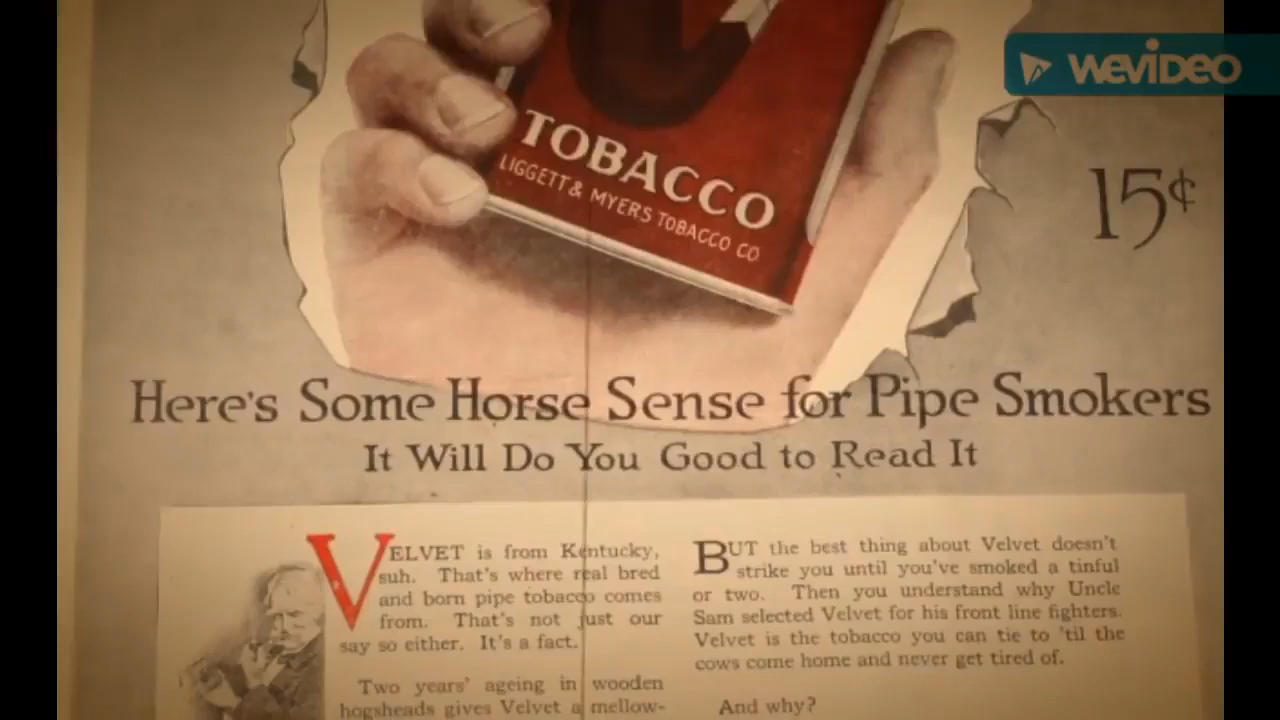 WEVIDEO
TOBACCO
LIGGETT & MYERS TOBACCO CO
15¢
Here's Some Horse Sense for Pipe Smokers
It Will Do You Good to Read It
VELVET is from Kentucky,
suh. That's where real bred
and born pipe tobacco comes
from. That's not just our
say so either. It's a fact.
Two years' ageing in wooden
hogsheads gives Velvet a mellow-
BUT the best thing about Velvet doesn't
strike you until you've smoked a tinful
or two. Then you understand why Uncle
Sam selected Velvet for his front line fighters.
Velvet is the tobacco you can tie to 'til the
cows come home and never get tired of.
And why?